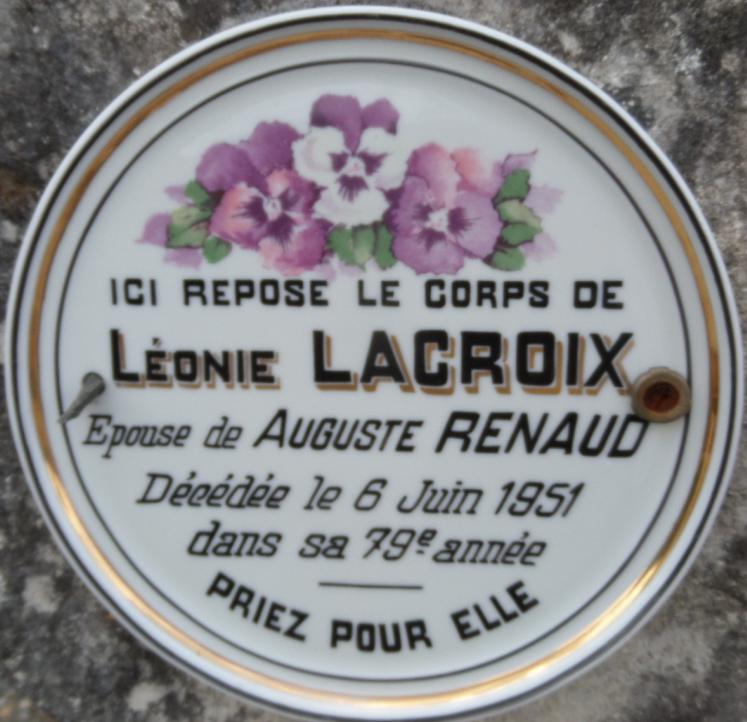 ICI REPOSE LE CORPS DE
LÉONIE LACROIX
Epouse de AUGUSTE RENAUD
Décédée le 6 Juin 1951
dans sa 79e année
PRIEZ POUR ELLE